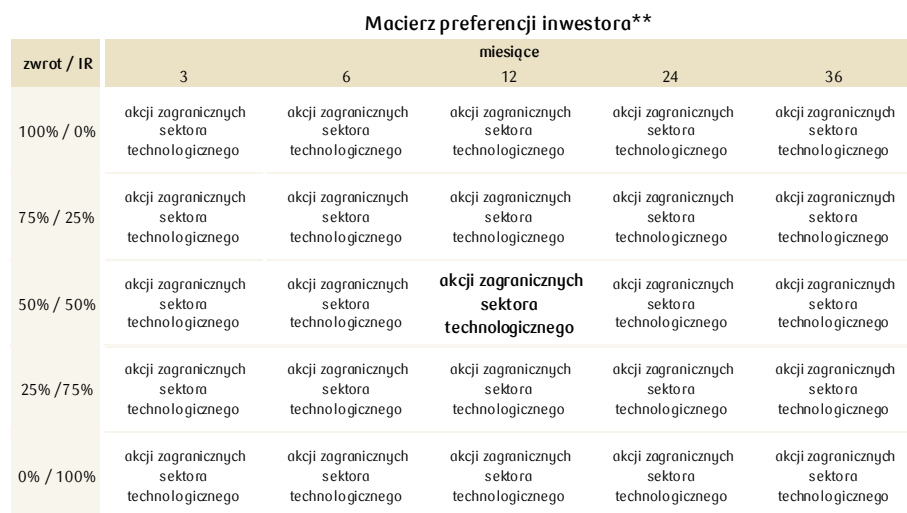 Macierz preferencji inwestora**
zwrot / IR
miesiące
3 6 12 24 36
100% / 0%
akcji zagranicznych akcji zagranicznych akcji zagranicznych akcji zagranicznych akcji zagranicznych
sektora sektora sektora sektora sektora
technologicznego technologicznego technologicznego technologicznego technologicznego
75% / 25%
akcji zagranicznych akcji zagranicznych akcji zagranicznych akcji zagranicznych akcji zagranicznych
sektora sektora sektora sektora sektora
technologicznego technologicznego technologicznego technologicznego technologicznego
50% / 50%
akcji zagranicznych akcji zagranicznych akcji zagranicznych akcji zagranicznych akcji zagranicznych
sektora sektora sektora sektora sektora
technologicznego technologicznego technologicznego technologicznego technologicznego
25% /75%
akcji zagranicznych akcji zagranicznych akcji zagranicznych akcji zagranicznych akcji zagranicznych
sektora sektora sektora sektora sektora
technologicznego technologicznego technologicznego technologicznego technologicznego
0% / 100%
akcji zagranicznych akcji zagranicznych akcji zagranicznych akcji zagranicznych akcji zagranicznych
sektora sektora sektora sektora sektora
technologicznego technologicznego technologicznego technologicznego technologicznego